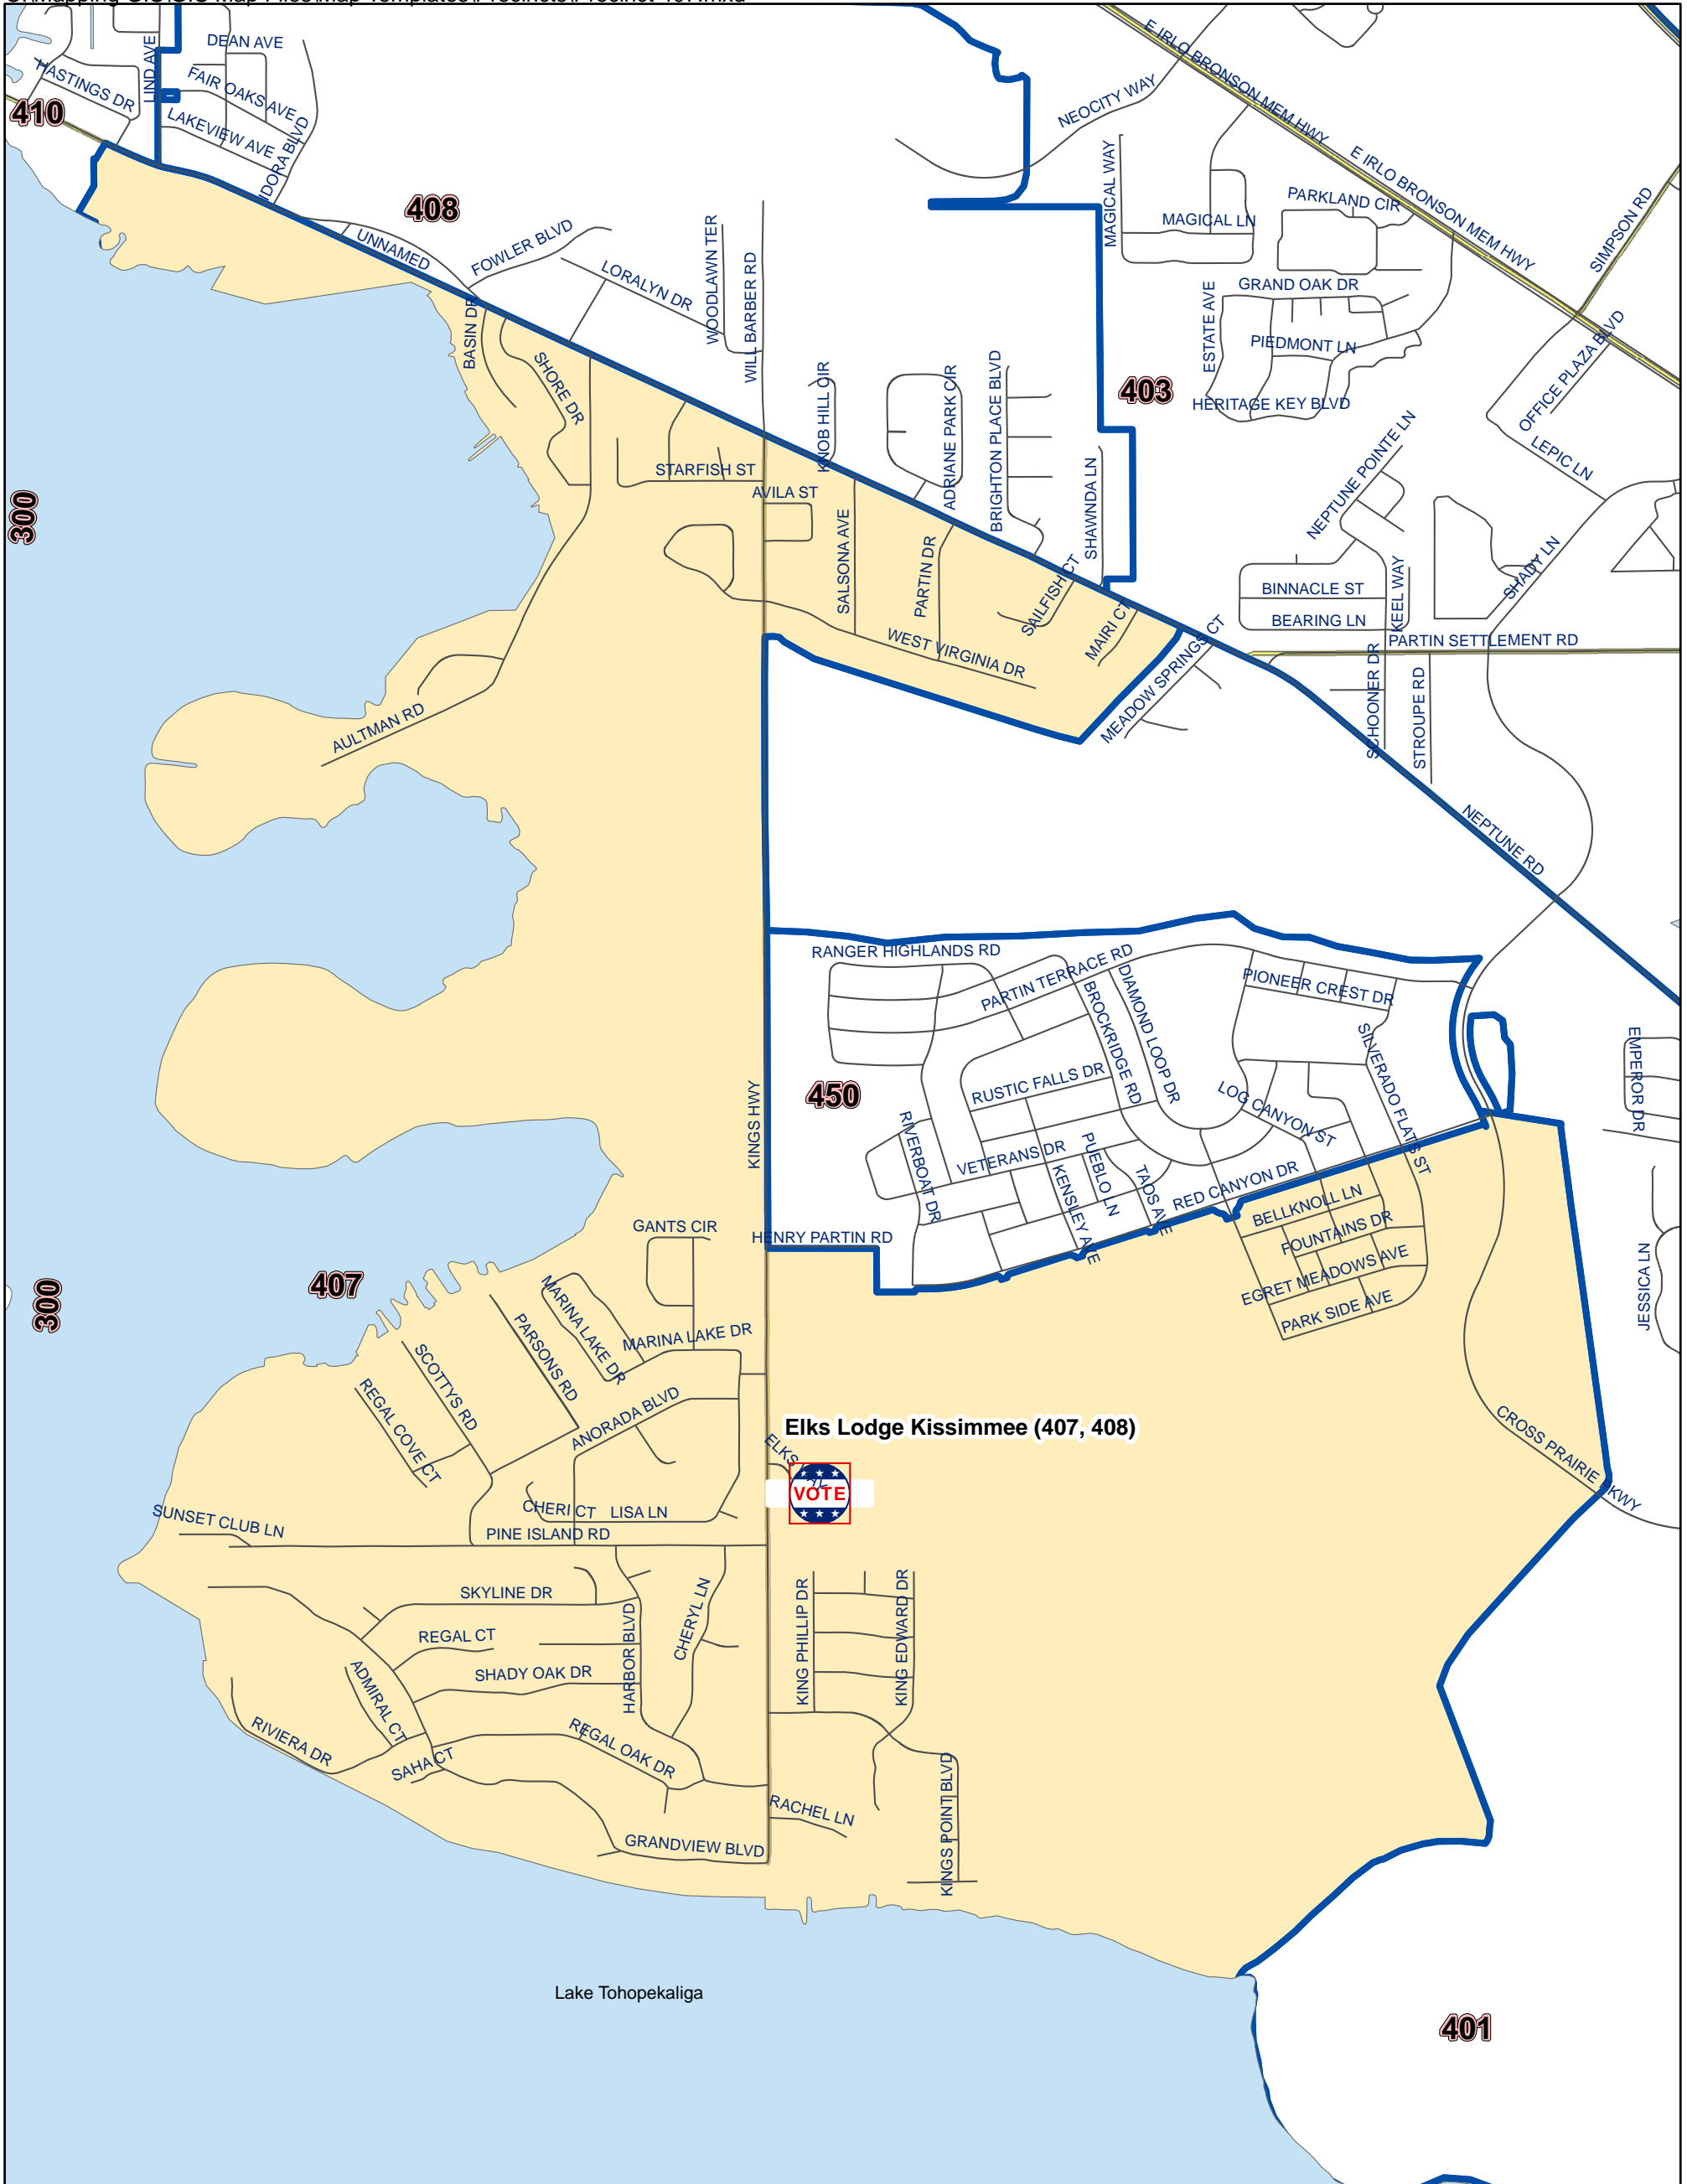 DEAN AVE
LIND AVE
HASTINGS DR
FAIR OAKS AVE
LAKEVIEW AVE
410
408
UNNAMED
FOWLER BLVD
LORALYN DR
WOODLAWN TER
WILL BARBER RD
NEOCITY WAY
E IRLO BRONSON MEM HWY
E IRLO BRONSON MEM HWY
SIMPSON RD
MAGICAL WAY
MAGICAL LN
PARKLAND CIR
GRAND OAK DR
ESTATE AVE
PIEDMONT LN
HERITAGE KEY BLVD
403
OFFICE PLAZA BLVD
LEPIC LN
NEPTUNE POINTE LN
SHADY LN
BASIN DR
SHORE DR
KNOB HILL CIR
ADRIANE PARK CIR
BRIGHTON PLACE BLVD
SHAWNDA LN
STARFISH ST
AVILA ST
SALSONA AVE
PARTIN DR
SAILFISH CT
MAIRI CT
WEST VIRGINIA DR
MEADOW SPRINGS CT
BINNACLE ST
BEARING LN
KEEL WAY
PARTIN SETTLEMENT RD
SCHOONER DR
STROUPE RD
NEPTUNE RD
300
AULTMAN RD
RANGER HIGHLANDS RD
PARTIN TERRACE RD
DIAMOND LOOP DR
BROCKRIDGE RD
PIONEER CREST DR
SILVERADO FLATS ST
EMPEROR DR
KINGS HWY
450
RUSTIC FALLS DR
LOG CANYON ST
RIVERBOAT DR
VETERANS DR
PUEBLO LN
KENSLEY AVE
TAOS AVE
RED CANYON DR
HENRY PARTIN RD
BELLKNOLL LN
FOUNTAINS DR
EGRET MEADOWS AVE
PARK SIDE AVE
JESSICA LN
300
407
GANTS CIR
MARINA LAKE DR
MARINA LAKE DR
PARSONS RD
SCOTTYS RD
REGAL COVE CT
ANORADA BLVD
Elks Lodge Kissimmee (407, 408)
VOTE
CROSS PRAIRIE PKWY
CHERI CT
LISA LN
SUNSET CLUB LN
PINE ISLAND RD
SKYLINE DR
REGAL CT
SHADY OAK DR
HARBOR BLVD
CHERYL LN
KING PHILLIP DR
KING EDWARD DR
ADMIRAL CT
RIVIERA DR
SAHA CT
REGAL OAK DR
RACHEL LN
GRANDVIEW BLVD
KINGS POINT BLVD
Lake Tohopekaliga
401